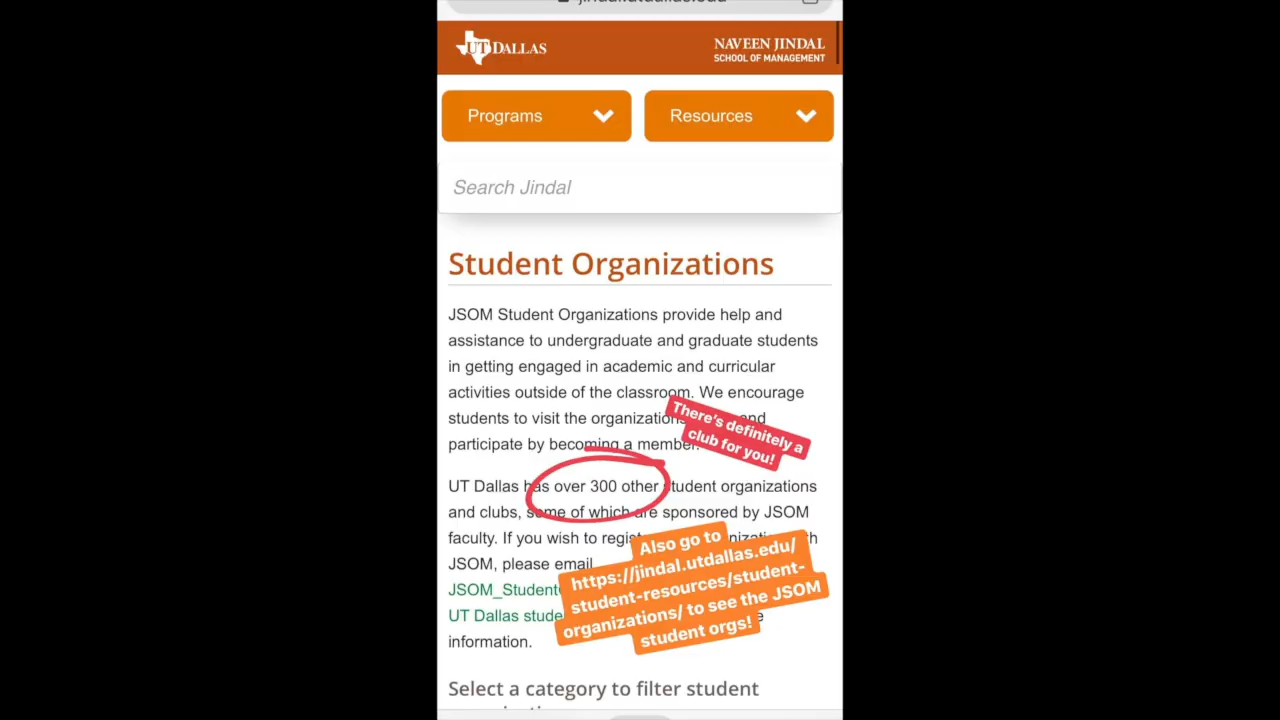 UT DALLAS
NAVEEN JINDAL
SCHOOL OF MANAGEMENT
Programs
Resources
Search Jindal
Student Organizations
JSOM Student Organizations provide help and
assistance to undergraduate and graduate students
in getting engaged in academic and curricular
activities outside of the classroom. We encourage
students to visit the
participate by becoming a member.
There's definitely a
club for you!
UT Dallas has over 300 other student organizations
and clubs, some of which are sponsored by JSOM
faculty. If you wish to
JSOM, please email
UT Dallas
information.
Also go to
https://jindal.utdallas.edu/
student-resources/student-
organizations/ to see the JSOM
student orgs!
Select a category to filter student